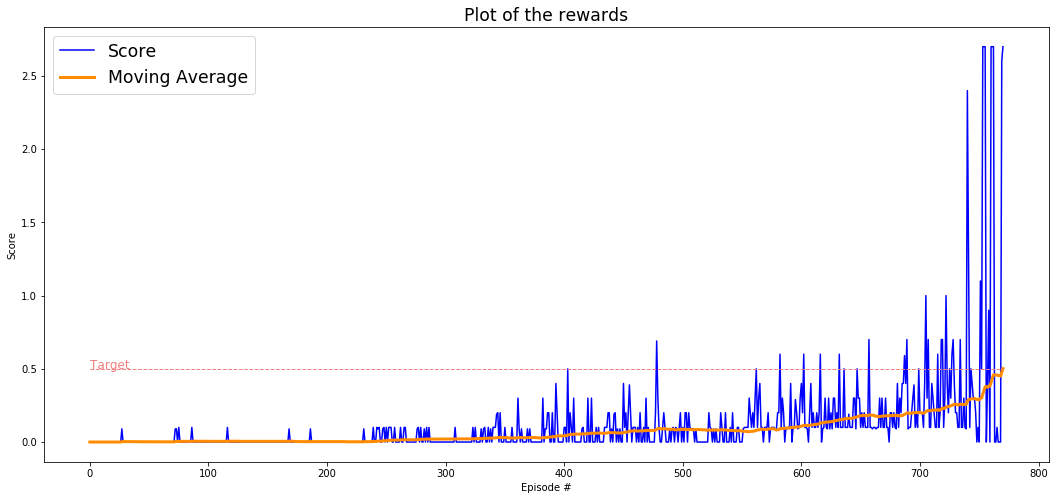 Plot of the rewards
Score
Moving Average
2.5
2.0
1.5
1.0
0.5
0.0
Score
Target
0 100 200 300 400 500 600 700 800
Episode #